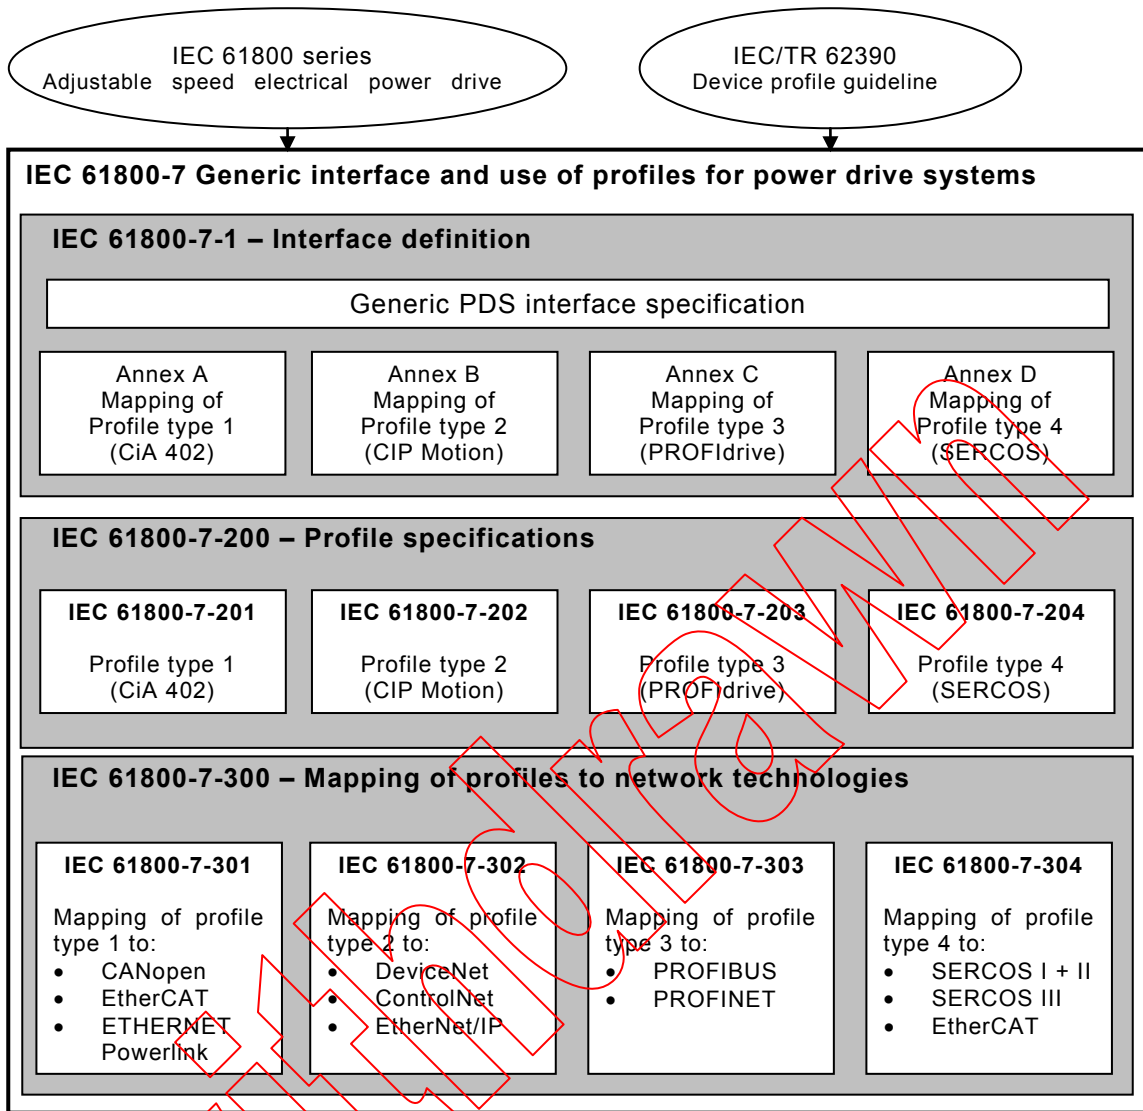 IEC 61800 series
Adjustable speed electrical power drive
IEC/TR 62390
Device profile guideline
IEC 61800-7 Generic interface and use of profiles for power drive systems
IEC 61800-7-1 – Interface definition
Generic PDS interface specification
Annex A
Mapping of
Profile type 1
(CiA 402)
Annex B
Mapping of
Profile type 2
(CIP Motion)
Annex C
Mapping of
Profile type 3
(PROFIdrive)
Annex D
Mapping of
Profile type 4
(SERCOS)
IEC 61800-7-200 – Profile specifications
IEC 61800-7-201
Profile type 1
(CiA 402)
IEC 61800-7-202
Profile type 2
(CIP Motion)
IEC 61800-7-203
Profile type 3
(PROFIdrive)
IEC 61800-7-204
Profile type 4
(SERCOS)
IEC 61800-7-300 – Mapping of profiles to network technologies
IEC 61800-7-301
Mapping of profile
type 1 to:
• CANopen
• EtherCAT
• ETHERNET
Powerlink
IEC 61800-7-302
Mapping of profile
type 2 to:
• DeviceNet
• ControlNet
• EtherNet/IP
IEC 61800-7-303
Mapping of profile
type 3 to:
• PROFIBUS
• PROFINET
IEC 61800-7-304
Mapping of profile
type 4 to:
• SERCOS I + II
• SERCOS III
• EtherCAT